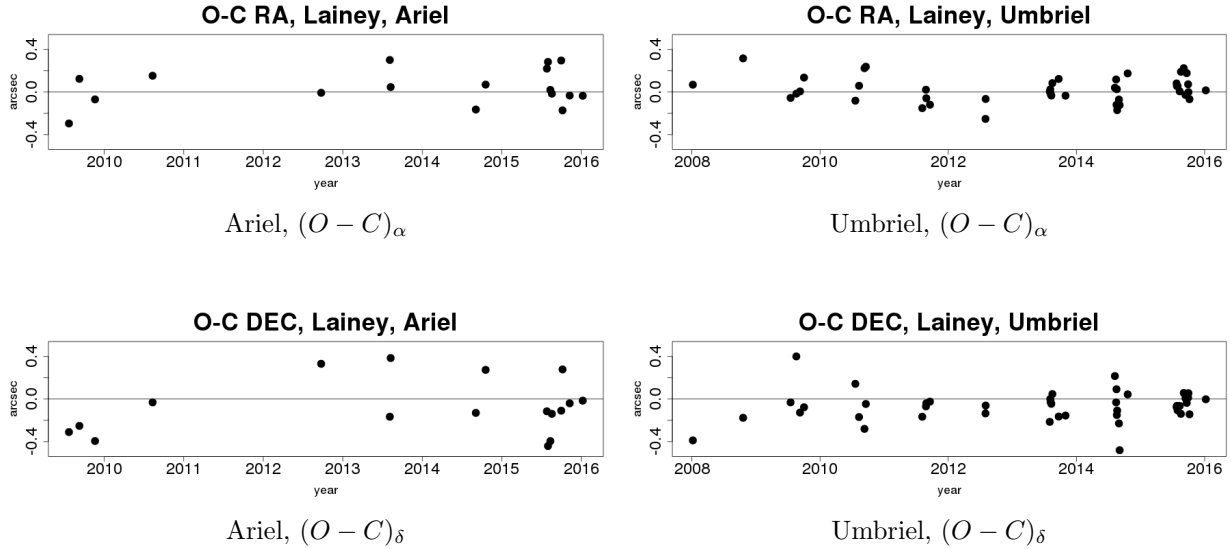 O-C RA, Lainey, Ariel
arcsec
0.4
0.0
-0.4
2010 2011 2012 2013 2014 2015 2016
year
Ariel, (O − C)α
O-C RA, Lainey, Umbriel
arcsec
0.4
0.0
-0.4
2008 2010 2012 2014 2016
year
Umbriel, (O − C)α
O-C DEC, Lainey, Ariel
arcsec
0.4
0.0
-0.4
2010 2011 2012 2013 2014 2015 2016
year
Ariel, (O − C)δ
O-C DEC, Lainey, Umbriel
arcsec
0.4
0.0
-0.4
2008 2010 2012 2014 2016
year
Umbriel, (O − C)δ